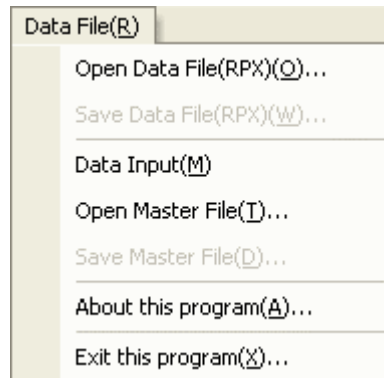 Data File(R)
Open Data File(RPX)(O)...
Save Data File(RPX)(W)...
Data Input(M)
Open Master File(T)...
Save Master File(D)...
About this program(A)...
Exit this program(X)...